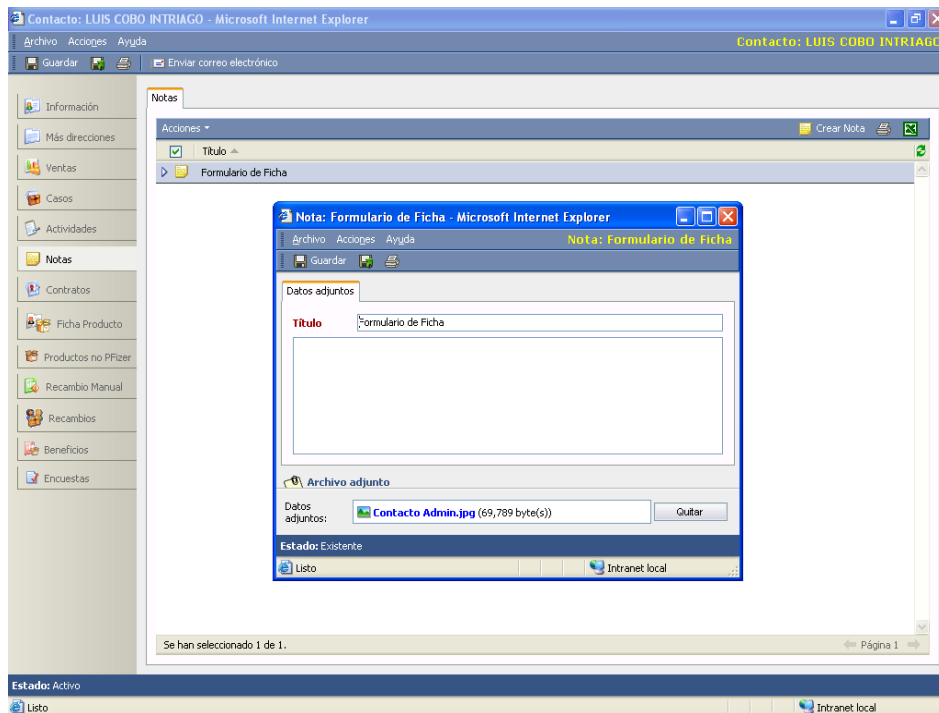 Contacto: LUIS COBO INTRIAGO - Microsoft Internet Explorer
Archivo Acciones Ayuda
Contacto: LUIS COBO INTRIAGO
Guardar
Enviar correo electrónico
Información
Más direcciones
Ventas
Casos
Actividades
Notas
Contratos
Ficha Producto
Productos no PFizer
Recambio Manual
Recambios
Beneficios
Encuestas
Notas
Acciones
Crear Nota
Título
Formulario de Ficha
Nota: Formulario de Ficha - Microsoft Internet Explorer
Archivo Acciones Ayuda
Nota: Formulario de Ficha
Guardar
Datos adjuntos
Título
Formulario de Ficha
Archivo adjunto
Datos
adjuntos:
Contacto Admin.jpg (69,789 byte(s))
Quitar
Estado: Existente
Listo
Intranet local
Se han seleccionado 1 de 1.
Página 1
Estado: Activo
Listo
Intranet local